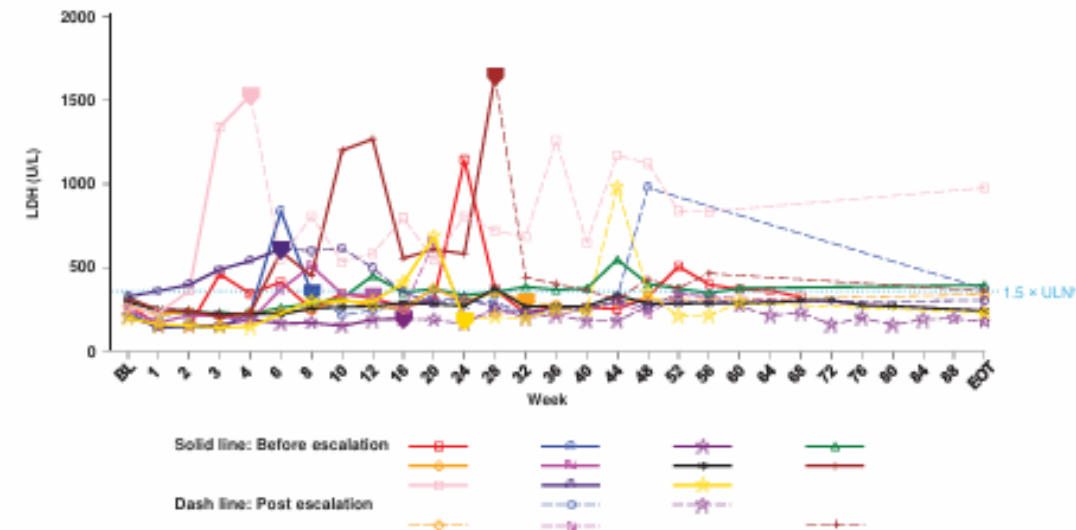 2000
1500
1000
500
0
LDH (U/L)
1.5 × ULN
BL 1 2 3 4 6 8 10 12 16 20 24 28 32 36 40 44 48 52 56 60 64 68 72 76 80 84 88 EOT
Week
Solid line: Before escalation
Dash line: Post escalation